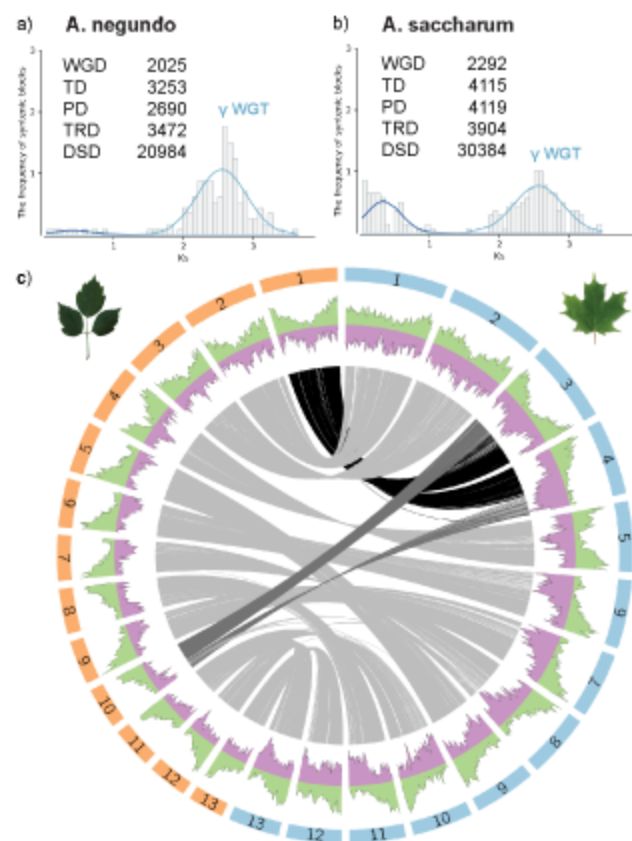 a) A. negundo
The frequency of syntenic blocks
3
2
1
WGD 2025
TD 3253
PD 2690
TRD 3472
DSD 20984
γ WGT
1 2 3
Ks
b) A. saccharum
The frequency of syntenic blocks
3
2
1
WGD 2292
TD 4115
PD 4119
TRD 3904
DSD 30384
γ WGT
1 2 3
Ks
c)
1
2
3
4
5
6
7
8
9
10
11
12
13
1
2
3
4
5
6
7
8
9
10
11
12
13